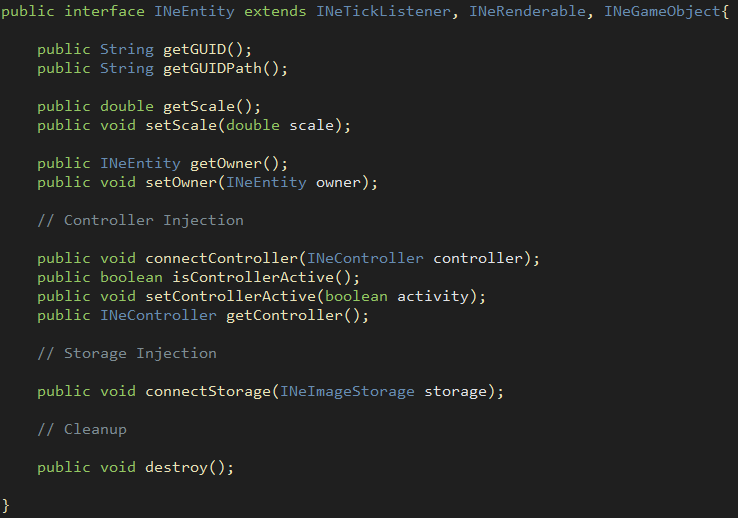 public interface INeEntity extends INeTickListener, INeRenderable, INeGameObject{
public String getGUID();
public String getGUIDPath();
public double getScale();
public void setScale(double scale);
public INeEntity getOwner();
public void setOwner(INeEntity owner);
// Controller Injection
public void connectController(INeController controller);
public boolean isControllerActive();
public void setControllerActive(boolean activity);
public INeController getController();
// Storage Injection
public void connectStorage(INeImageStorage storage);
// Cleanup
public void destroy();
}